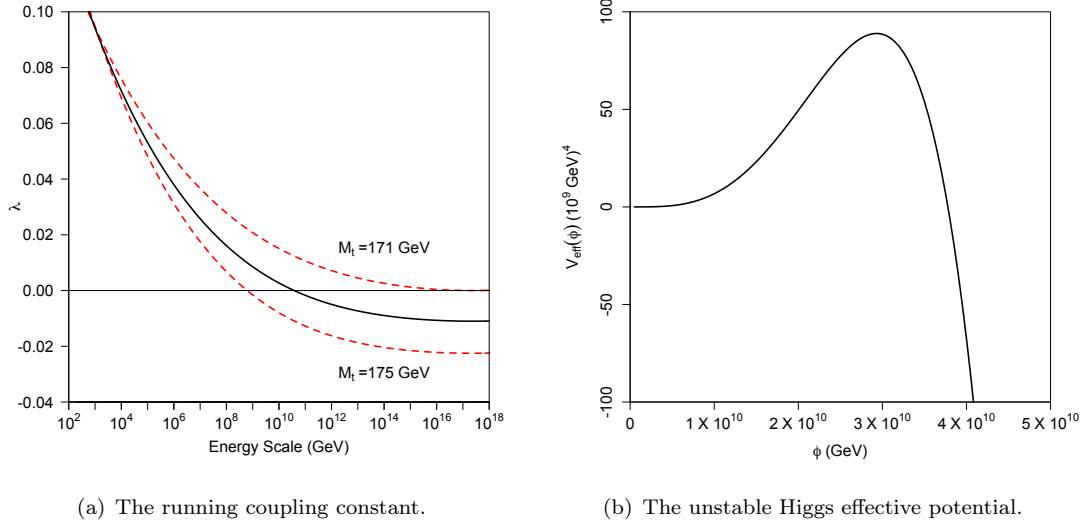 0.10
0.08
0.06
0.04
0.02
0.00
-0.02
-0.04
λ
M_t =171 GeV
M_t =175 GeV
10^2 10^4 10^6 10^8 10^10 10^12 10^14 10^16 10^18
Energy Scale (GeV)
(a) The running coupling constant.
100
50
0
-50
-100
V_eff(ϕ) (10^9 GeV)^4
0 1 X 10^10 2 X 10^10 3 X 10^10 4 X 10^10 5 X 10^10
ϕ (GeV)
(b) The unstable Higgs effective potential.